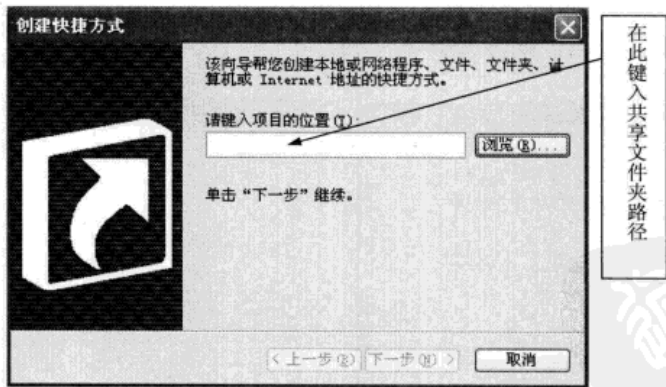 创建快捷方式
该向导帮您创建本地或网络程序、文件、文件夹、计
算机或 Internet 地址的快捷方式。
请键入项目的位置(T):
浏览(R)...
单击“下一步”继续。
<上一步(B)
下一步(N)>
取消
在此键入共享文件夹路径